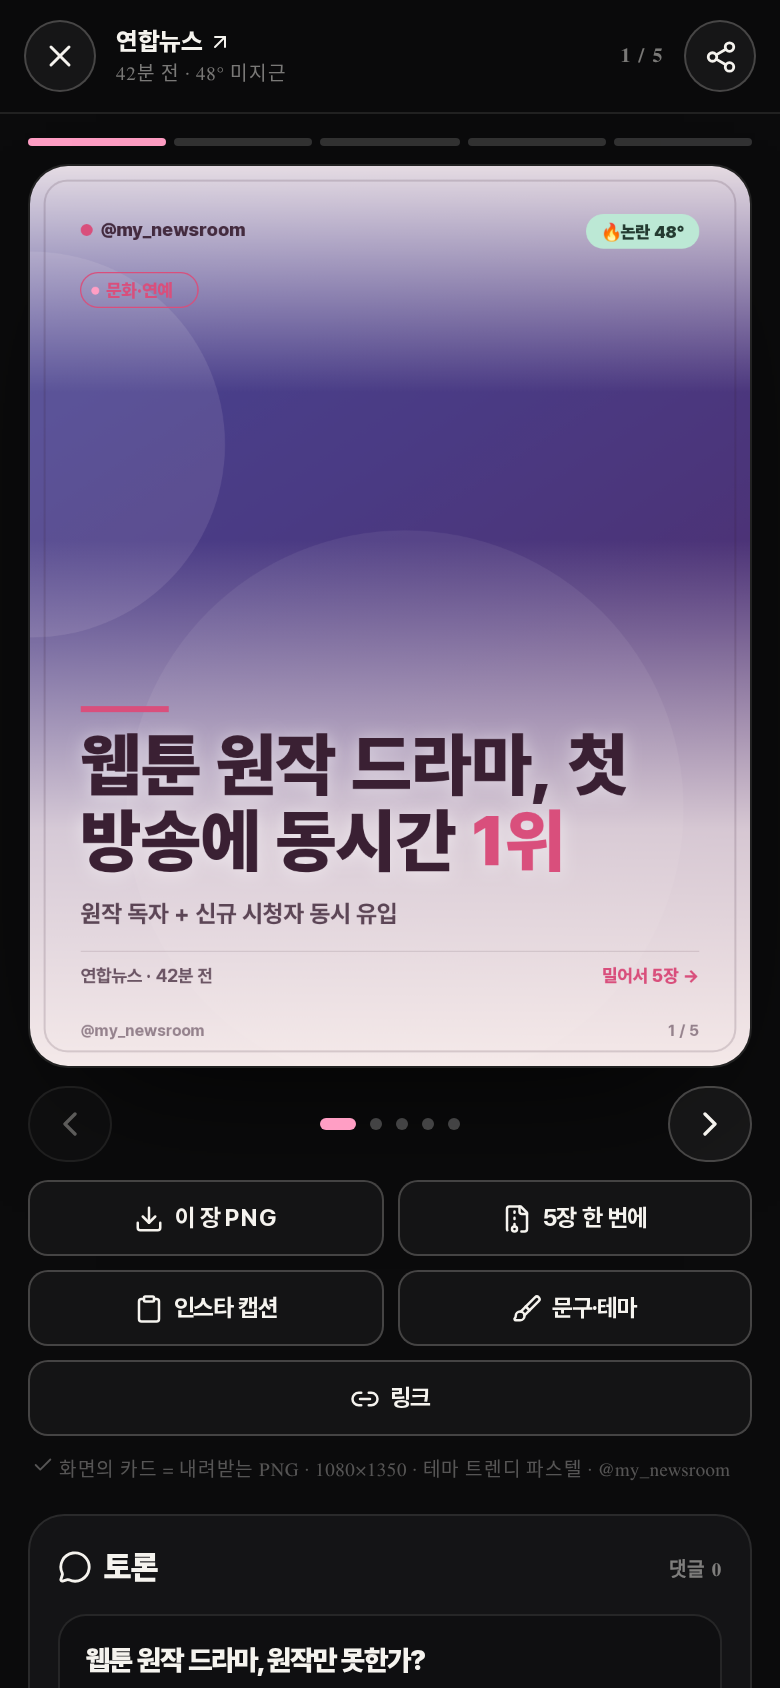 연합뉴스
42분 전 · 48° 미지근
1 / 5
@my_newsroom
🔥논란 48°
문화·연예
웹툰 원작 드라마, 첫
방송에 동시간 1위
원작 독자 + 신규 시청자 동시 유입
연합뉴스 · 42분 전
밀어서 5장 →
@my_newsroom
1 / 5
이 장 PNG
5장 한 번에
인스타 캡션
문구·테마
링크
화면의 카드 = 내려받는 PNG · 1080×1350 · 테마 트렌디 파스텔 · @my_newsroom
토론
댓글 0
웹툰 원작 드라마, 원작만 못한가?